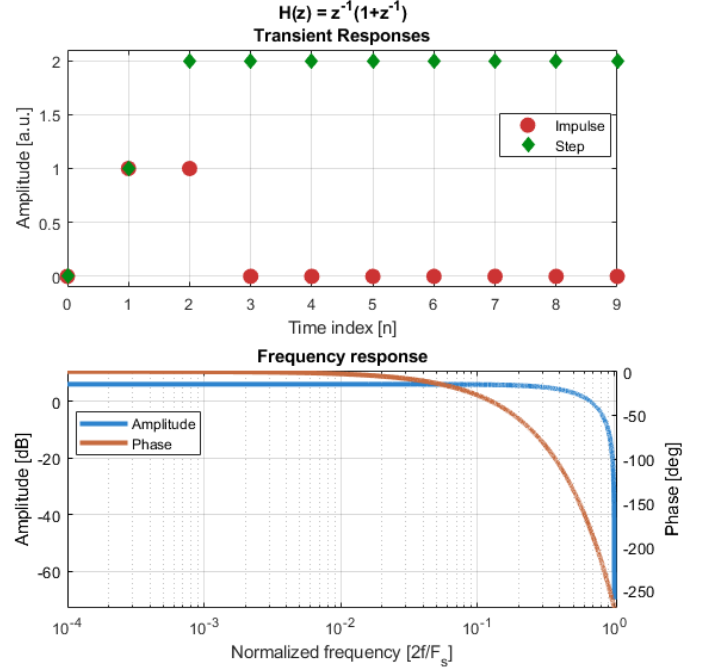 H(z) = z⁻¹(1+z⁻¹)
Transient Responses
Amplitude [a.u.]
2
1.5
1
0.5
0
Impulse
Step
0 1 2 3 4 5 6 7 8 9
Time index [n]
Frequency response
Amplitude [dB]
0
-20
-40
-60
Amplitude
Phase
0
-50
-100
-150
-200
-250
Phase [deg]
10⁻⁴ 10⁻³ 10⁻² 10⁻¹ 10⁰
Normalized frequency [2f/Fₛ]